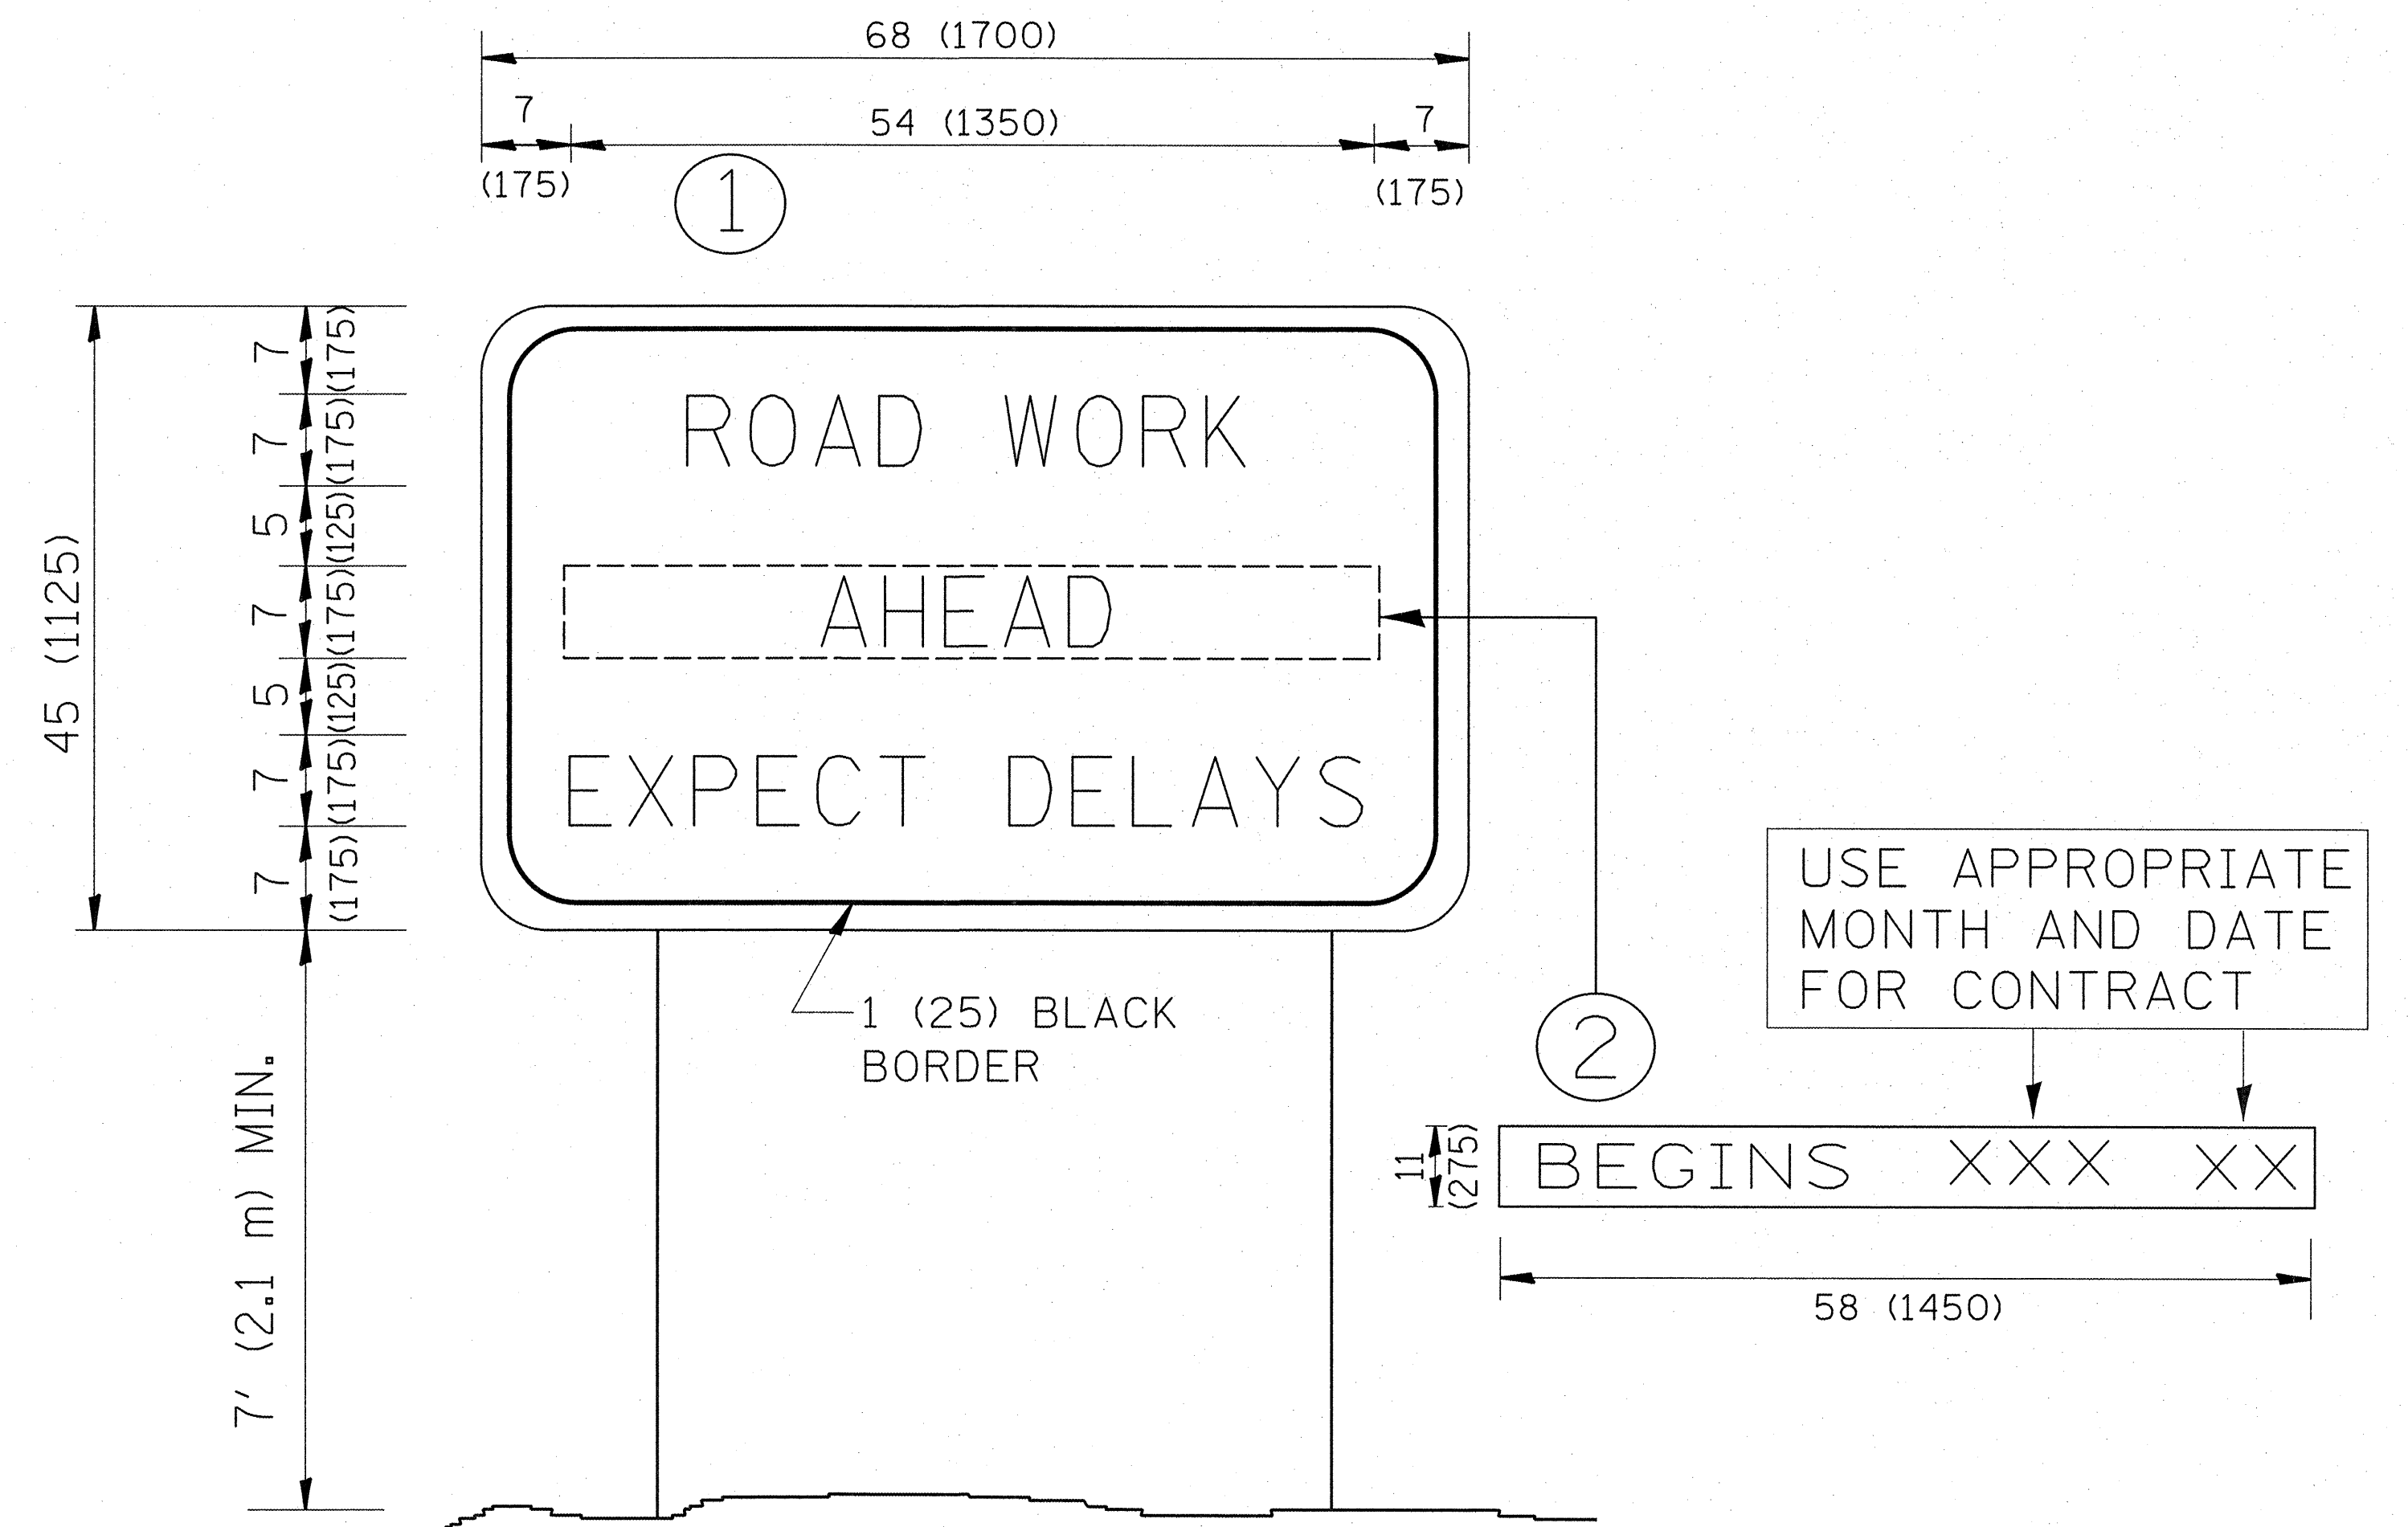 68 (1700)
7
54 (1350)
7
(175)
(175)
1
45 (1125)
7
(175)
7
(175)
5
(125)
7
(175)
5
(125)
7
(175)
7
(175)
ROAD WORK
AHEAD
EXPECT DELAYS
1 (25) BLACK
BORDER
7' (2.1 m) MIN.
2
USE APPROPRIATE
MONTH AND DATE
FOR CONTRACT
11
(275)
BEGINS XXX XX
58 (1450)